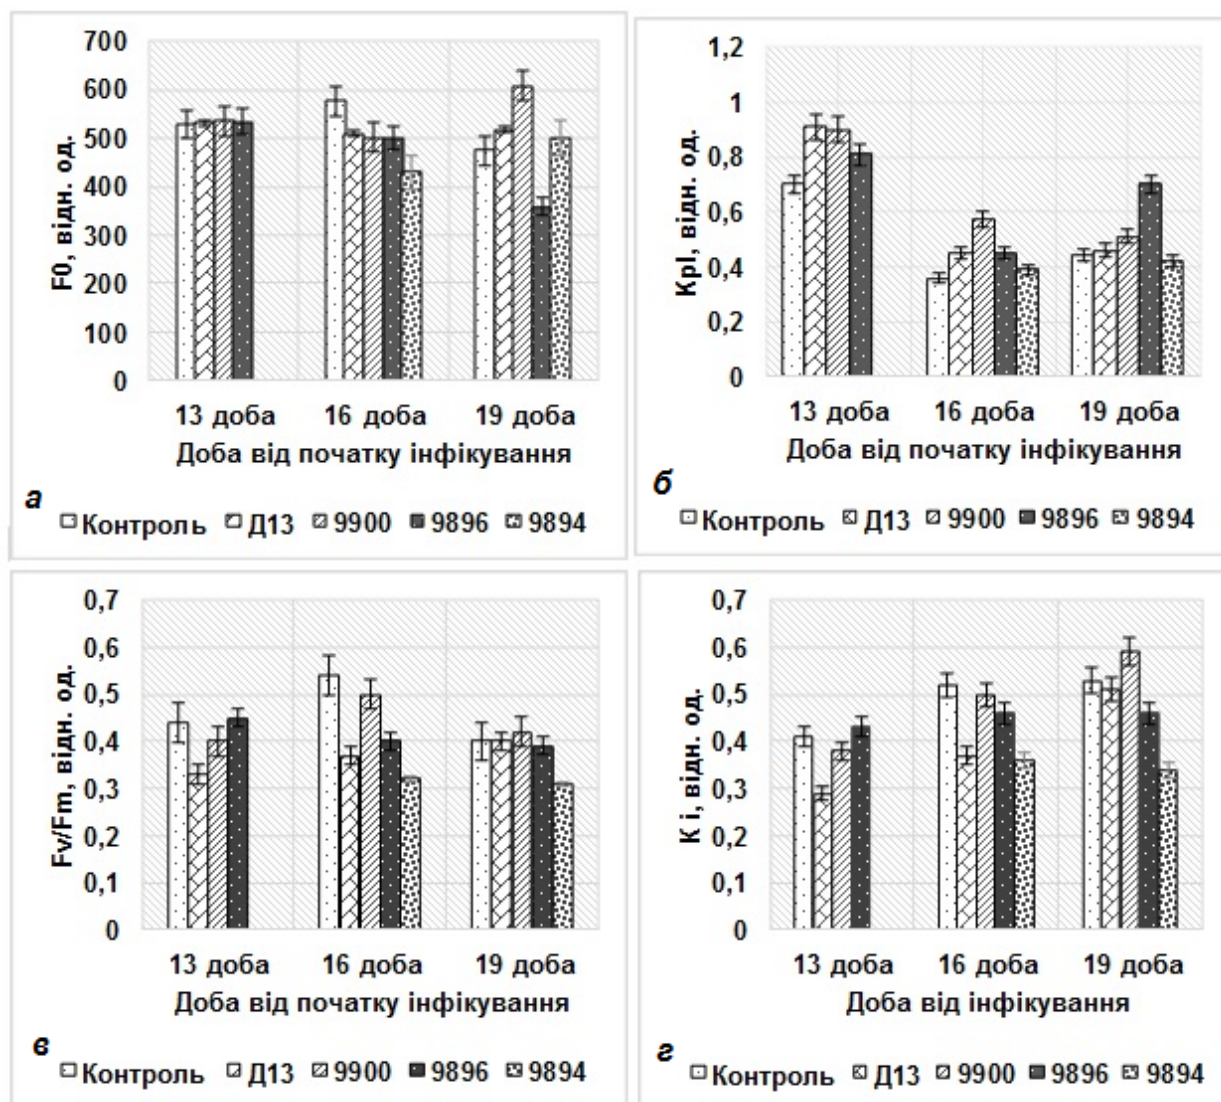 700
600
500
400
300
200
100
0
F0, відн. од.
13 доба 16 доба 19 доба
Доба від початку інфікування
а
Контроль Д13 9900 9896 9894
1,2
1
0,8
0,6
0,4
0,2
0
Kpl, відн. од.
13 доба 16 доба 19 доба
Доба від початку інфікування
б
Контроль Д13 9900 9896 9894
0,7
0,6
0,5
0,4
0,3
0,2
0,1
0
Fv/Fm, відн. од.
13 доба 16 доба 19 доба
Доба від початку інфікування
в
Контроль Д13 9900 9896 9894
0,7
0,6
0,5
0,4
0,3
0,2
0,1
0
К і, відн. од.
13 доба 16 доба 19 доба
Доба від інфікування
г
Контроль Д13 9900 9896 9894